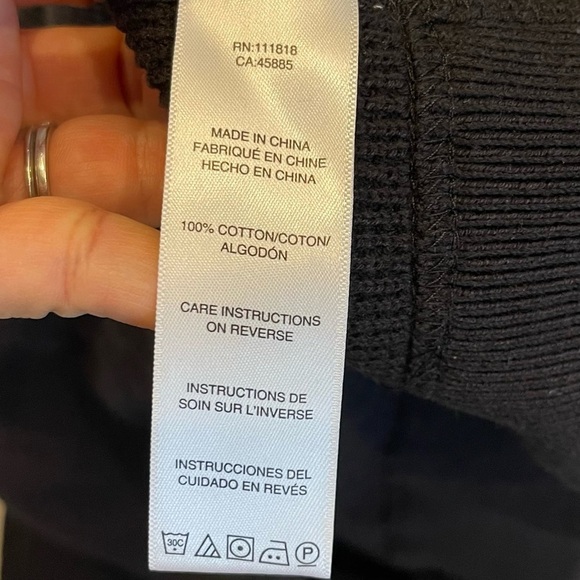 RN:111818
CA:45885
MADE IN CHINA
FABRIQUÉ EN CHINE
HECHO EN CHINA
100% COTTON/COTON/
ALGODÓN
CARE INSTRUCTIONS
ON REVERSE
INSTRUCTIONS DE
SOIN SUR L'INVERSE
INSTRUCCIONES DEL
CUIDADO EN REVÉS
30C P